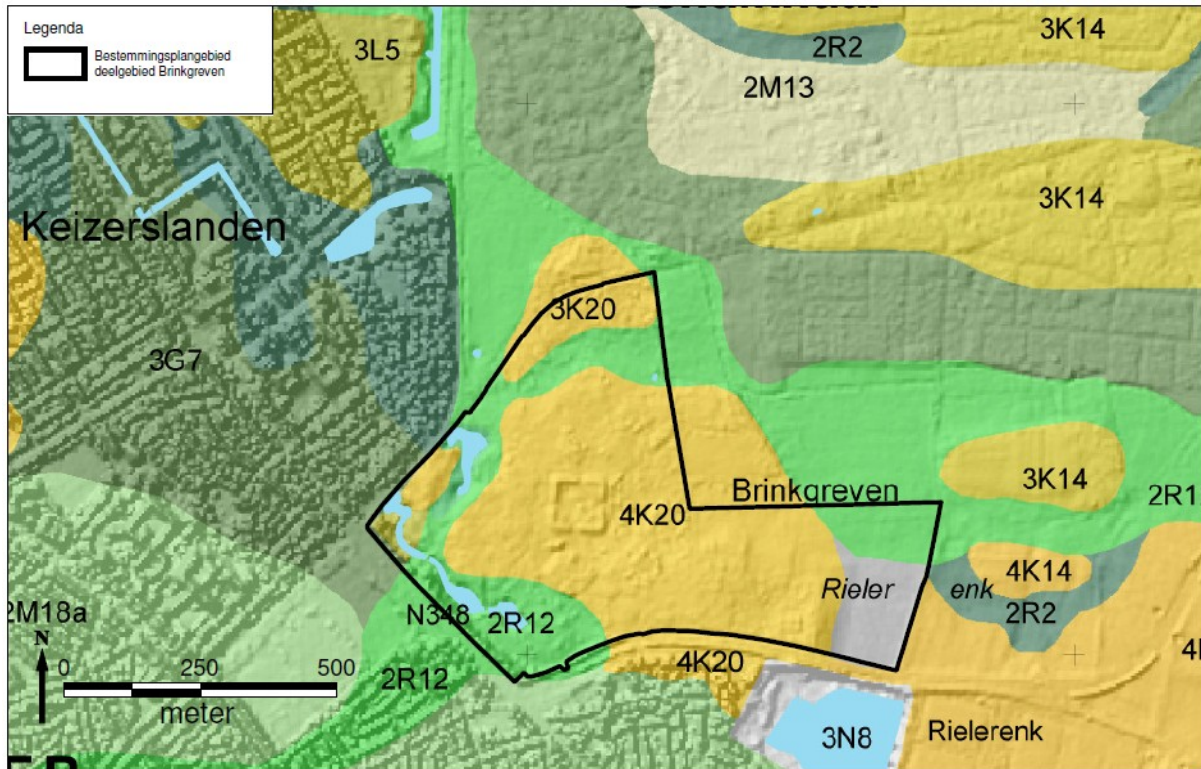 Legenda
Bestemmingsplangebied
deelgebied Brinkgreven
3L5
2R2
3K14
2M13
3K14
Keizerslanden
3K20
3G7
3K14
Brinkgreven
2R1
4K20
4K14
Rieler enk
2M18a
N348
2R12
2R2
N
0 250 500
meter
2R12
4K20
3N8
Rielerenk